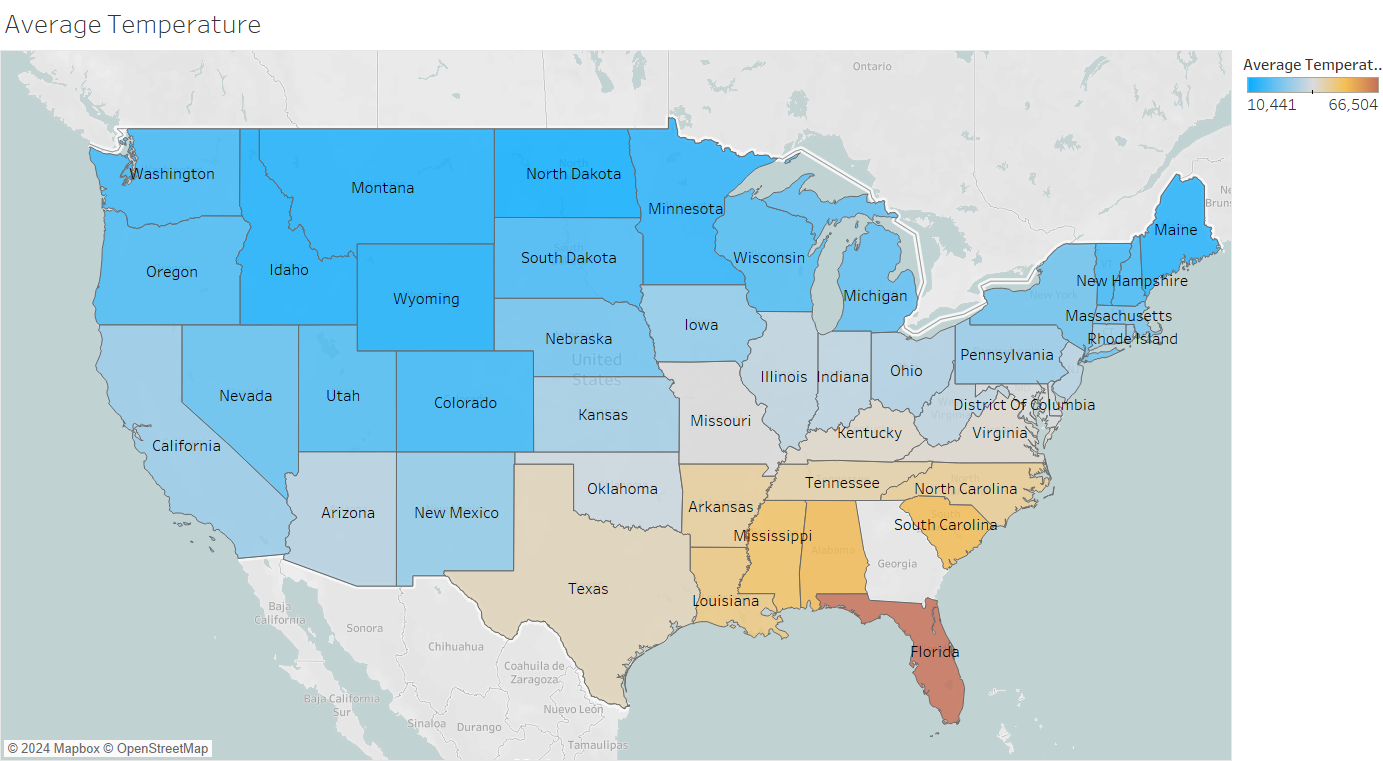 Average Temperature
Average Temperat..
10,441 66,504
Ontario
Washington
Montana
North Dakota
Minnesota
Maine
Oregon
Idaho
South Dakota
Wisconsin
New Hampshire
Wyoming
Michigan
New York
Massachusetts
Iowa
Nebraska
Rhode Island
United
States
Pennsylvania
Illinois
Indiana
Ohio
Nevada
Utah
Colorado
Kansas
District Of Columbia
Missouri
Kentucky
Virginia
California
Tennessee
North Carolina
Oklahoma
Arizona
New Mexico
Arkansas
South Carolina
Mississippi
Alabama
Georgia
Texas
Louisiana
Baja
California
Sonora
Florida
Chihuahua
Coahuila de
Zaragoza
Baja California
Sur
Nuevo León
Sinaloa
Durango
Tamaulipas
© 2024 Mapbox © OpenStreetMap